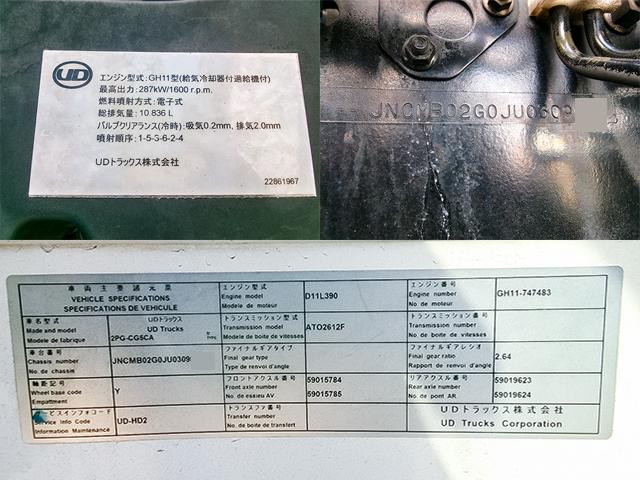 UD
エンジン型式:GH11型(給気冷却器付過給機付)
最高出力:287kW/1600 r.p.m.
燃料噴射方式:電子式
総排気量:10.836 L
バルブクリアランス(冷時):吸気0.2mm, 排気2.0mm
噴射順序:1-5-3-6-2-4
UDトラックス株式会社
22861967
JNCMB02G0JU0309
車両主要諸元票
VEHICLE SPECIFICATIONS
SPECIFICATIONS DE VEHICULE
エンジン型式
Engine model
Modele de moteur
D11L390
エンジン番号
Engine number
No de moteur
GH11-747483
車名型式
Made and model
Modele de fabrique
UDトラックス
UD Trucks
2PG-CG5CA
トランスミッション型式
Transmission model
Modele de boite de vitesses
ATO2612F
トランスミッション番号
Transmission number
No de boite de vitesses
車台番号
Chassis number
No de chassis
JNCMB02G0JU0309
ファイナルギアタイプ
Final gear type
Type de renvoi d'angle
ファイナルギアレシオ
Final gear ratio
Rapport de renvoi d'angle
2.64
軸距記号
Wheel base code
Empattment
Y
フロントアクスル番号
Front axle number
No de essieu AV
59015784
59015785
リアアクスル番号
Rear axle number
No de pont AR.
59019623
59019624
サービスインフォコード
Service Info Code
Information Maintenance
UD-HD2
トランスファ番号
Transfer number
No de boite de transfert
UDトラックス株式会社
UD Trucks Corporation